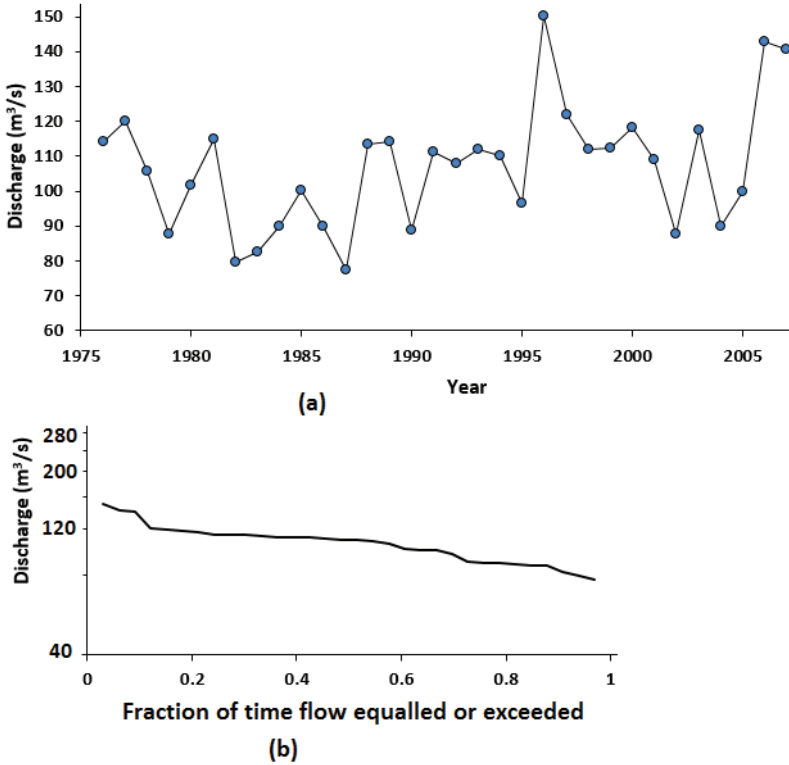 Discharge (m³/s)
150
140
130
120
110
100
90
80
70
60
1975 1980 1985 1990 1995 2000 2005
Year
(a)
Discharge (m³/s)
280
200
120
40
0 0.2 0.4 0.6 0.8 1
Fraction of time flow equalled or exceeded
(b)